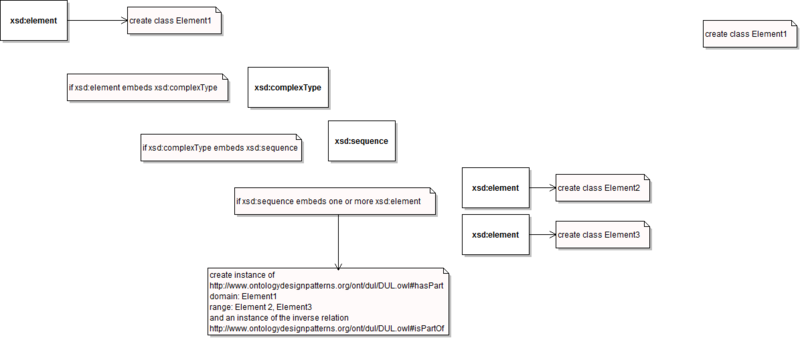 xsd:element
create class Element1
create class Element1
if xsd:element embeds xsd:complexType
xsd:complexType
if xsd:complexType embeds xsd:sequence
xsd:sequence
xsd:element
create class Element2
if xsd:sequence embeds one or more xsd:element
xsd:element
create class Element3
create instance of
http://www.ontologydesignpatterns.org/ont/dul/DUL.owl#hasPart
domain: Element1
range: Element 2, Element3
and an instance of the inverse relation
http://www.ontologydesignpatterns.org/ont/dul/DUL.owl#isPartOf